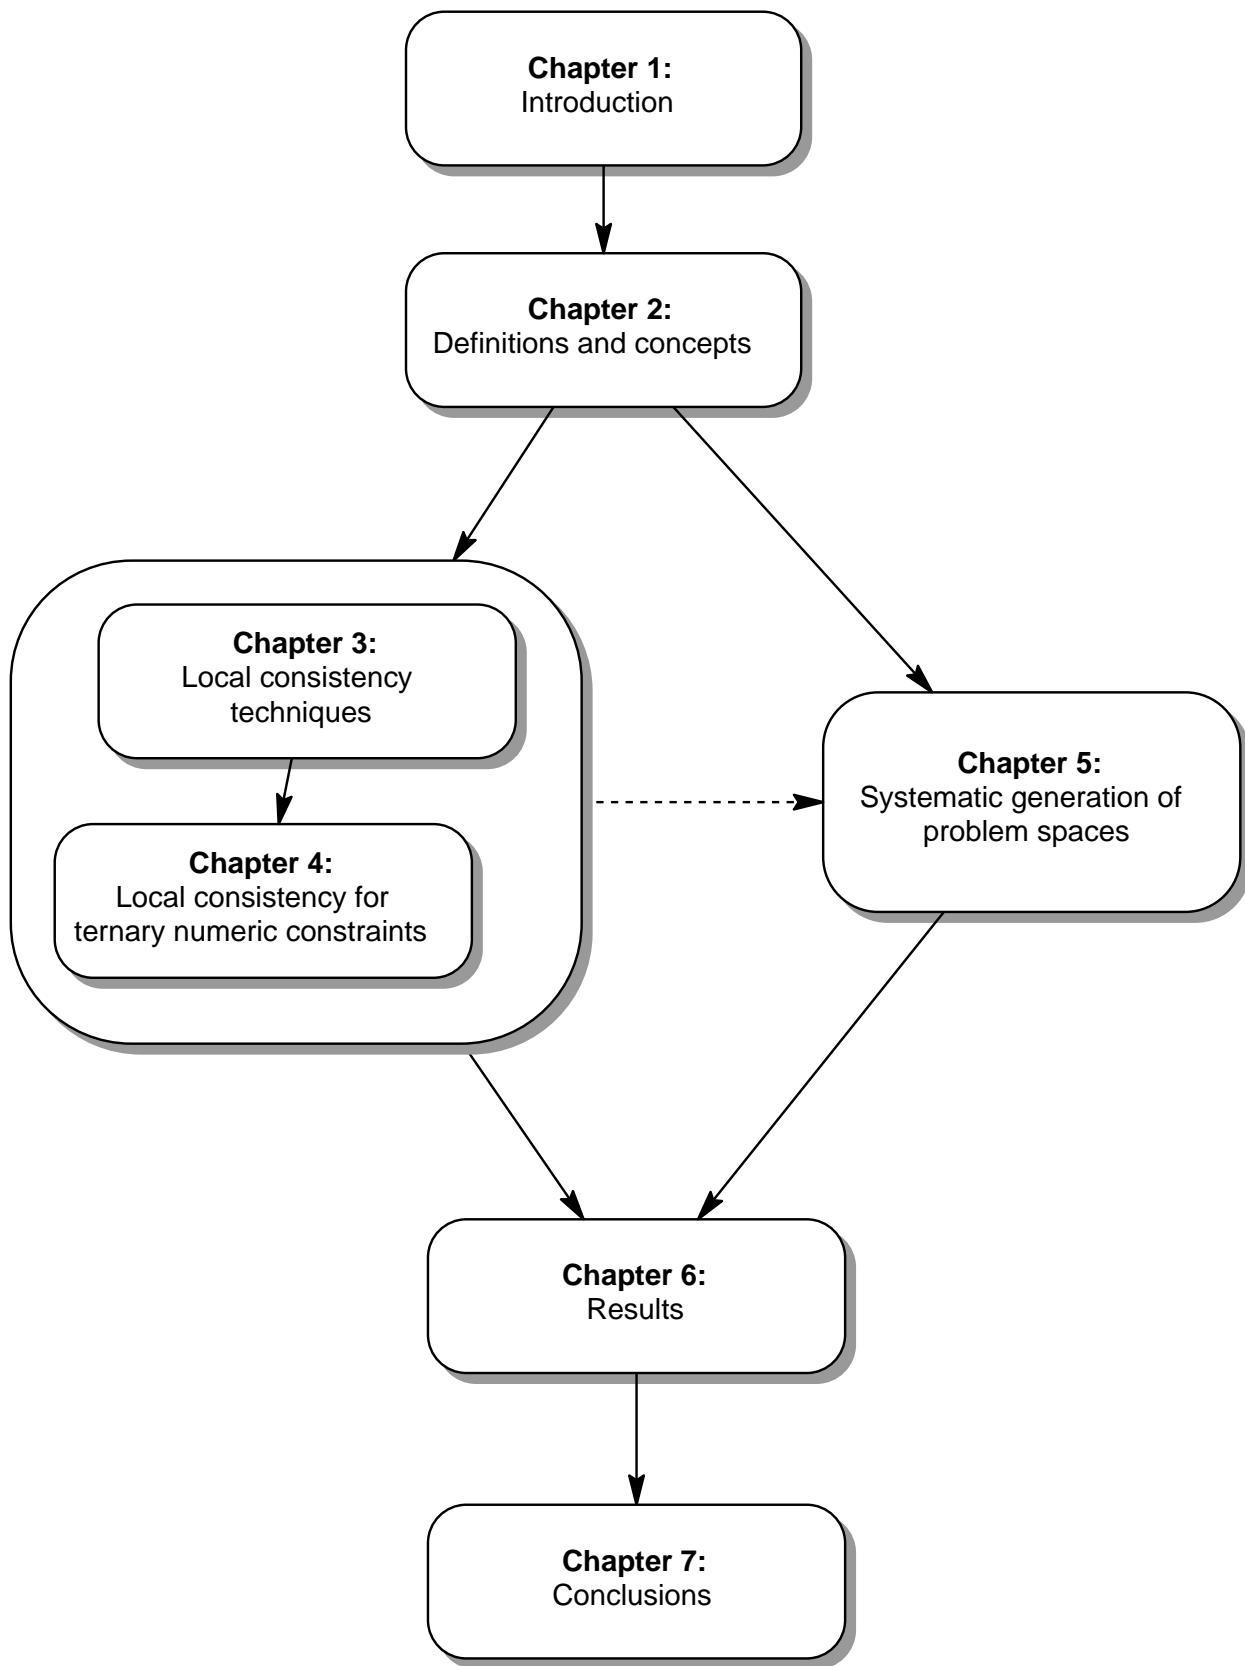 Chapter 1:
Introduction
Chapter 2:
Definitions and concepts
Chapter 3:
Local consistency
techniques
Chapter 4:
Local consistency for
ternary numeric constraints
Chapter 5:
Systematic generation of
problem spaces
Chapter 6:
Results
Chapter 7:
Conclusions